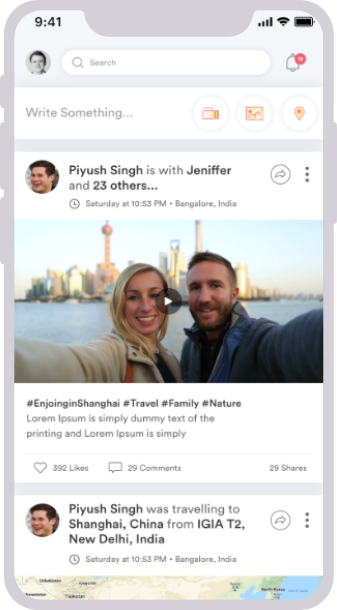 9:41
Search
Write Something...
Piyush Singh is with Jeniffer
and 23 others...
Saturday at 10:53 PM • Bangalore, India
#EnjoinginShanghai #Travel #Family #Nature
Lorem Ipsum is simply dummy text of the
printing and Lorem Ipsum is simply
392 Likes 29 Comments 29 Shares
Piyush Singh was travelling to
Shanghai, China from IGIA T2,
New Delhi, India
Saturday at 10:53 PM • Bangalore, India